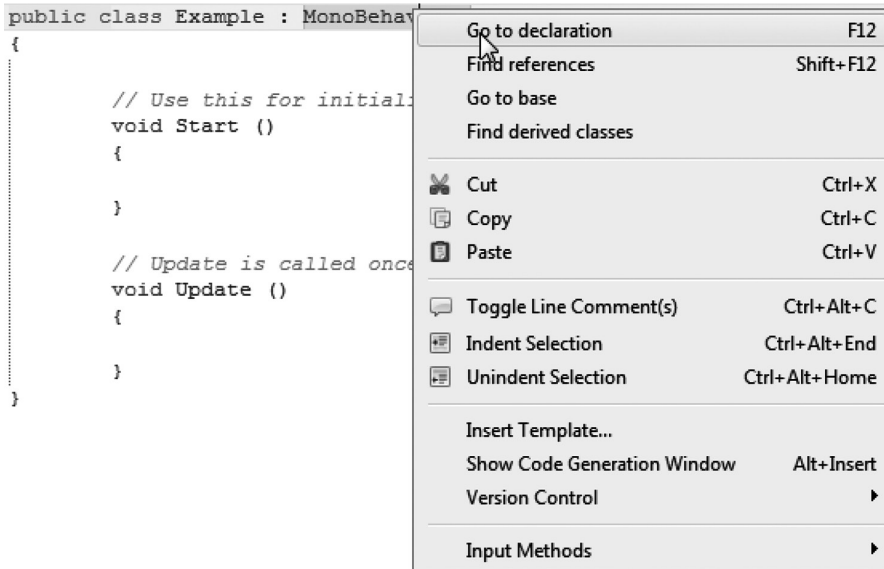 public class Example : MonoBehav
{
// Use this for initiali
void Start ()
{
}
// Update is called once
void Update ()
{
}
}
Go to declaration F12
Find references Shift+F12
Go to base
Find derived classes
Cut Ctrl+X
Copy Ctrl+C
Paste Ctrl+V
Toggle Line Comment(s) Ctrl+Alt+C
Indent Selection Ctrl+Alt+End
Unindent Selection Ctrl+Alt+Home
Insert Template...
Show Code Generation Window Alt+Insert
Version Control
Input Methods